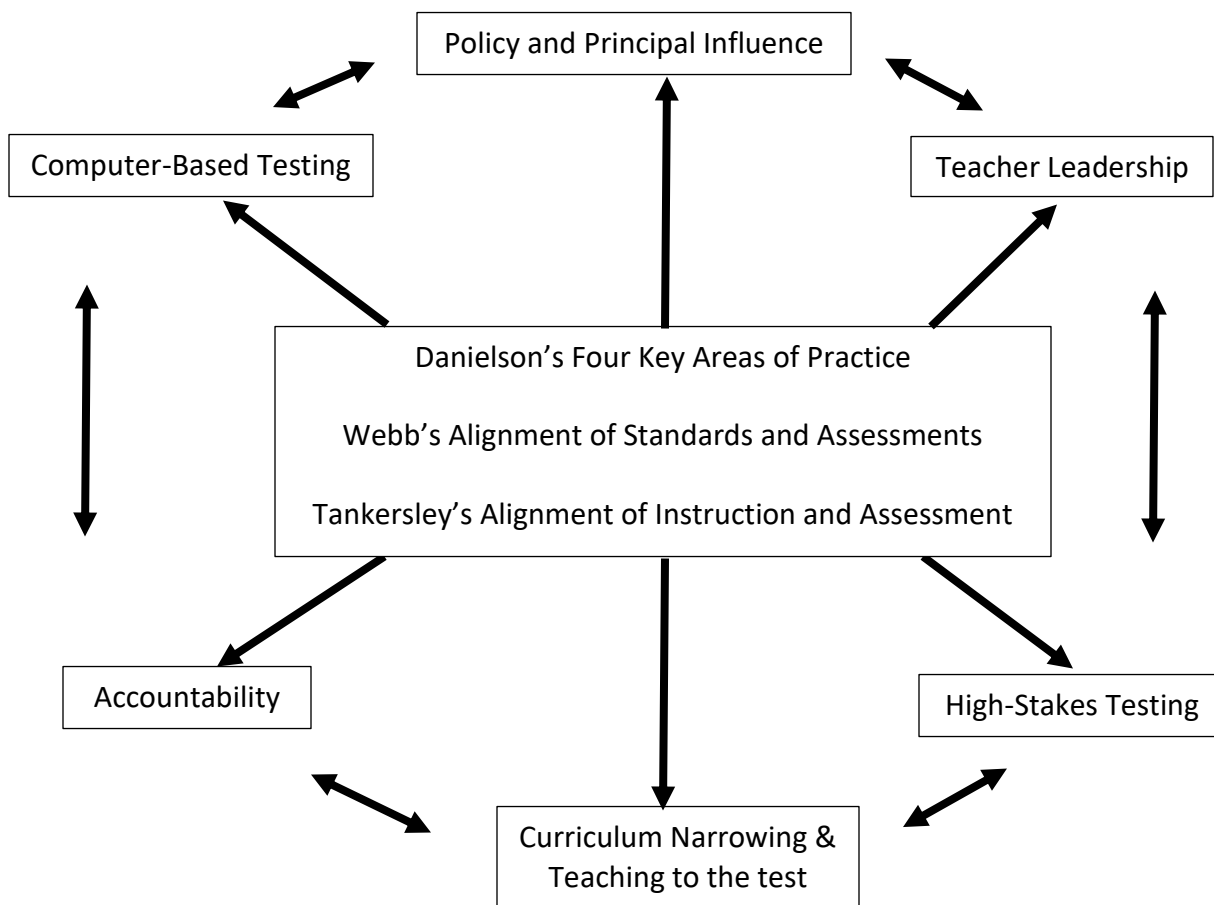 Policy and Principal Influence
Computer-Based Testing
Teacher Leadership
Danielson’s Four Key Areas of Practice
Webb’s Alignment of Standards and Assessments
Tankersley’s Alignment of Instruction and Assessment
Accountability
High-Stakes Testing
Curriculum Narrowing &
Teaching to the test